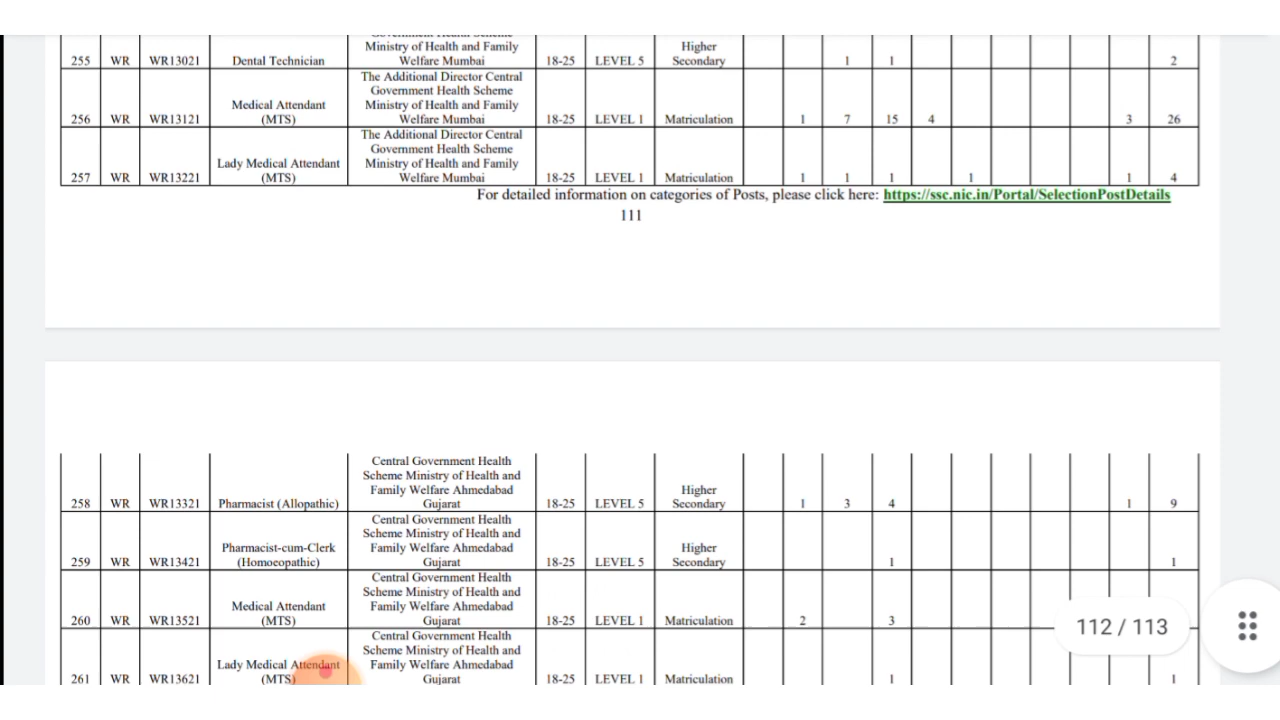 Ministry of Health and Family
Higher
255 WR WR13021 Dental Technician Welfare Mumbai 18-25 LEVEL 5 Secondary 1 1 2
The Additional Director Central
Government Health Scheme
Medical Attendant Ministry of Health and Family
256 WR WR13121 (MTS) Welfare Mumbai 18-25 LEVEL 1 Matriculation 1 7 15 4 3 26
The Additional Director Central
Government Health Scheme
Lady Medical Attendant Ministry of Health and Family
257 WR WR13221 (MTS) Welfare Mumbai 18-25 LEVEL 1 Matriculation 1 1 1 1 1 4
For detailed information on categories of Posts, please click here: https://ssc.nic.in/Portal/SelectionPostDetails
111
Central Government Health
Scheme Ministry of Health and
Family Welfare Ahmedabad Higher
258 WR WR13321 Pharmacist (Allopathic) Gujarat 18-25 LEVEL 5 Secondary 1 3 4 1 9
Central Government Health
Scheme Ministry of Health and
Pharmacist-cum-Clerk Family Welfare Ahmedabad Higher
259 WR WR13421 (Homoeopathic) Gujarat 18-25 LEVEL 5 Secondary 1 1
Central Government Health
Scheme Ministry of Health and
Medical Attendant Family Welfare Ahmedabad
260 WR WR13521 (MTS) Gujarat 18-25 LEVEL 1 Matriculation 2 3
112 / 113
Central Government Health
Scheme Ministry of Health and
Lady Medical Attendant Family Welfare Ahmedabad
261 WR WR13621 (MTS) Gujarat 18-25 LEVEL 1 Matriculation 1 1